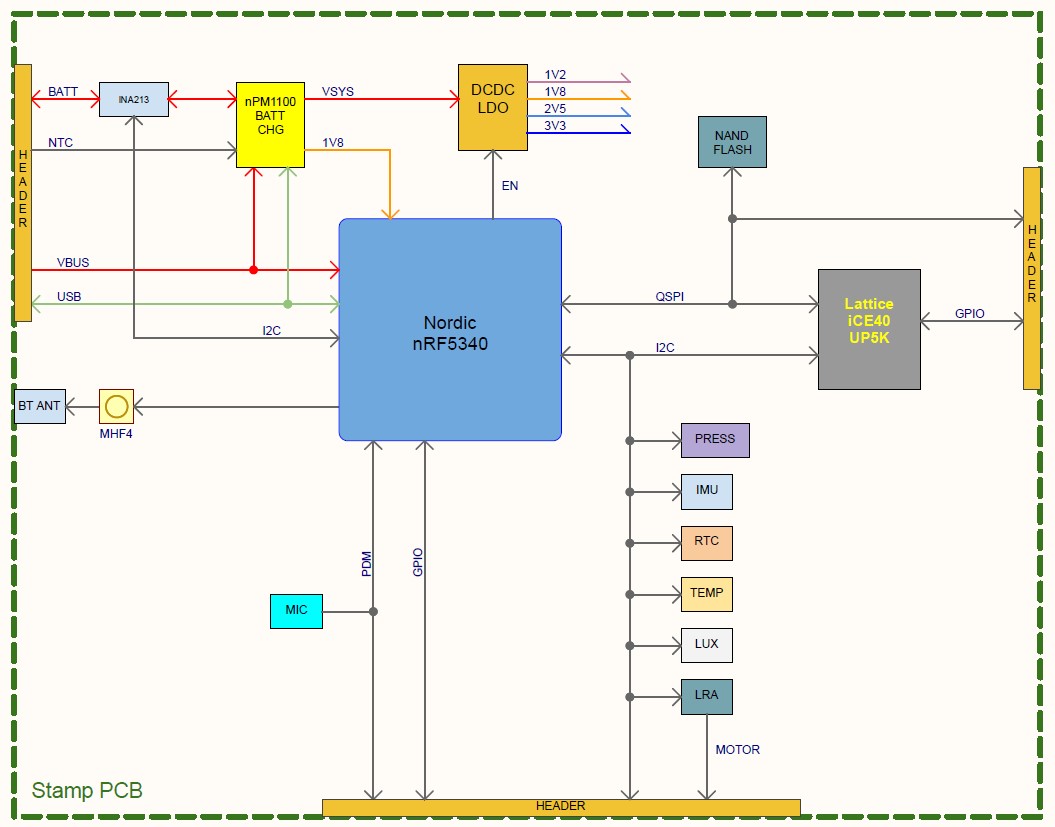 BATT
INA213
nPM1100
BATT
CHG
VSYS
DCDC
LDO
1V2
1V8
2V5
3V3
NTC
1V8
EN
NAND
FLASH
HEADER
HEADER
VBUS
USB
I2C
Nordic
nRF5340
QSPI
I2C
Lattice
iCE40
UP5K
GPIO
BT ANT
MHF4
PRESS
IMU
RTC
TEMP
LUX
LRA
PDM
GPIO
MIC
MOTOR
Stamp PCB
HEADER